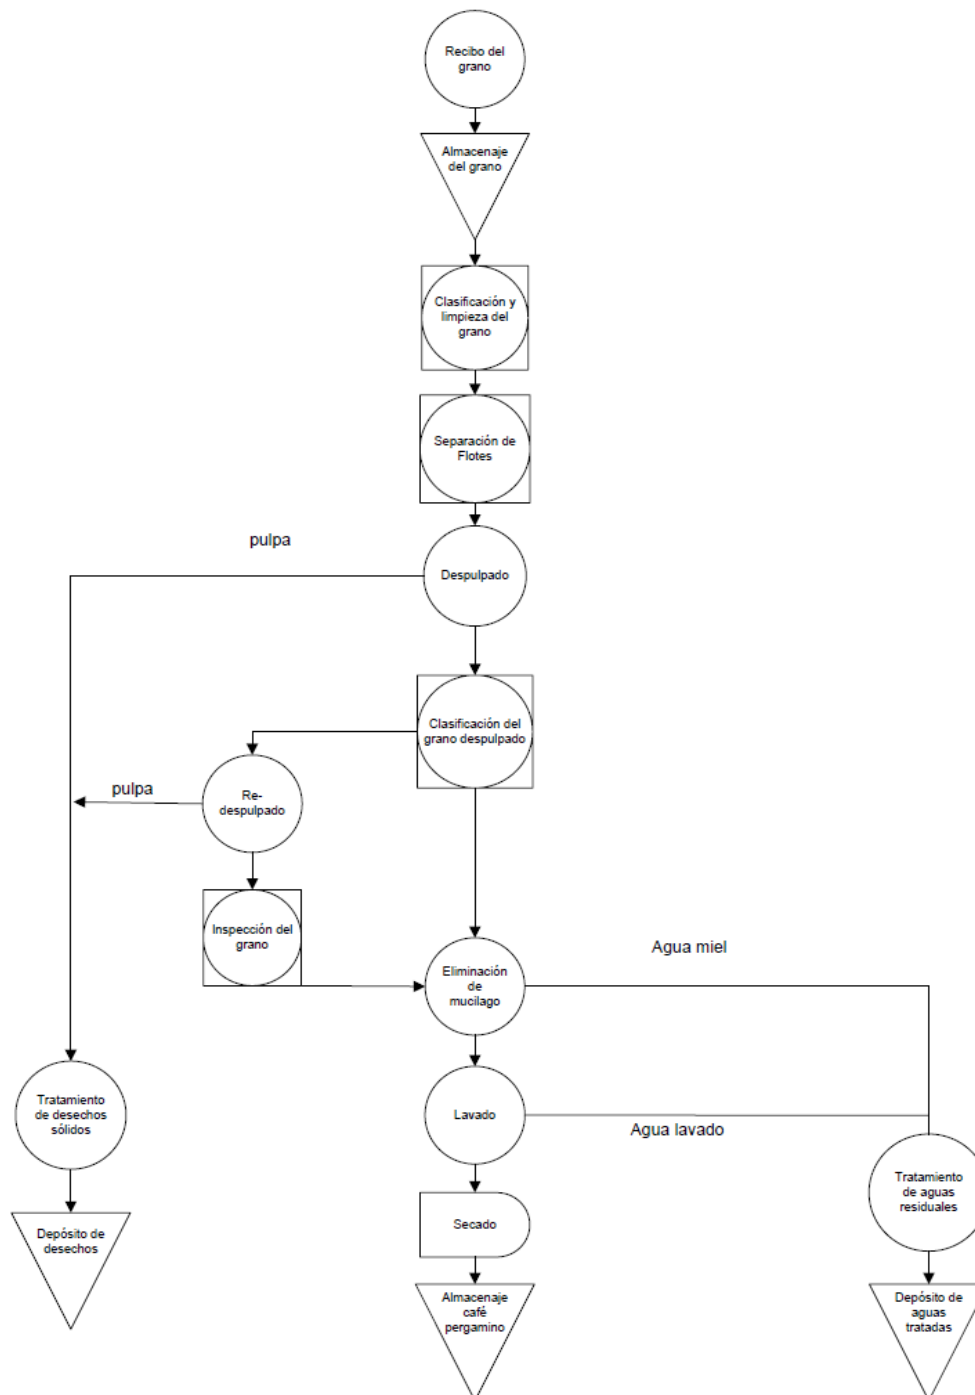 Recibo del
grano
Almacenaje
del grano
Clasificación y
limpieza del
grano
Separación de
Flotes
pulpa
Despulpado
Clasificación del
grano despulpado
pulpa
Re-
despulpado
Inspección del
grano
Agua miel
Eliminación
de
mucilago
Tratamiento
de desechos
sólidos
Lavado
Agua lavado
Tratamiento
de aguas
residuales
Secado
Depósito de
desechos
Almacenaje
café
pergamino
Depósito de
aguas
tratadas